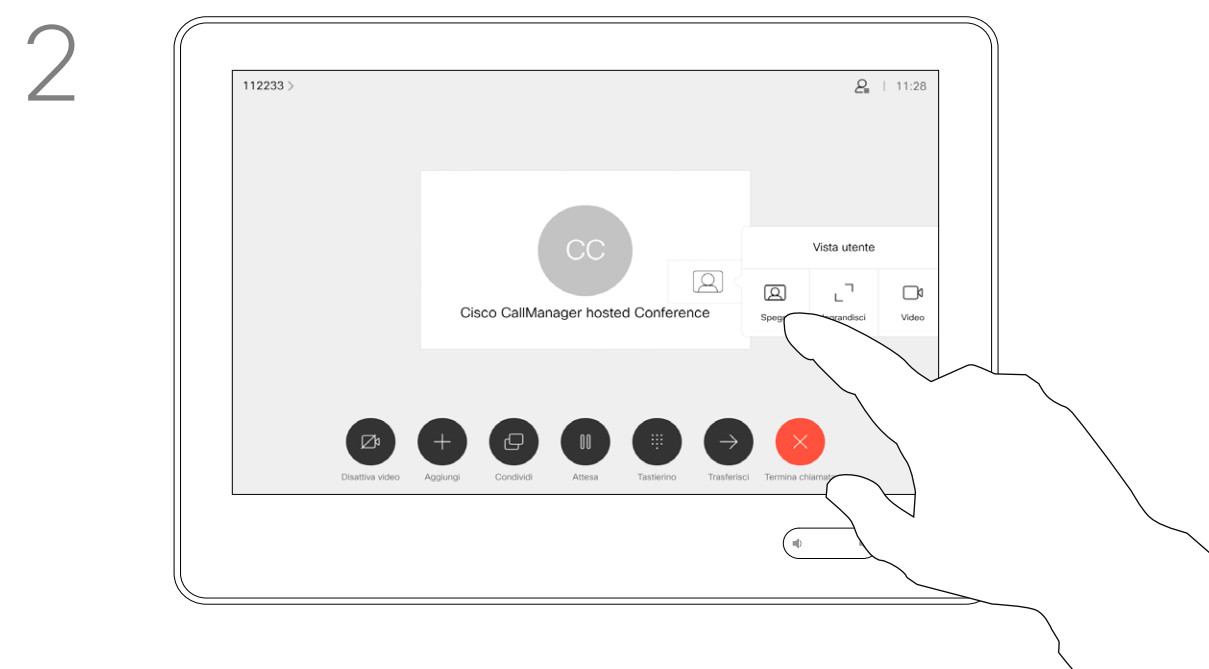 2
112233
11:28
CC
Cisco CallManager hosted Conference
Vista utente
Video
Disattiva video
Aggiungi
Condividi
Attesa
Tastierino
Trasferisci
Termina